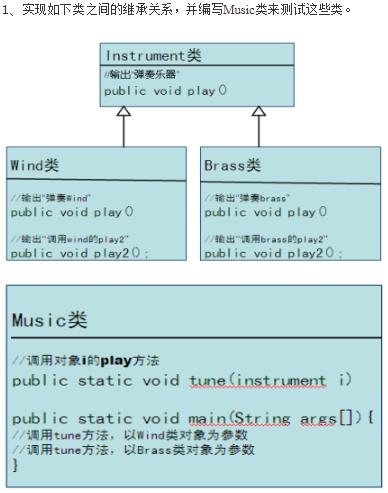 1、实现如下类之间的继承关系，并编写Music类来测试这些类。
Instrument类
//输出“弹奏乐器”
public void play()
Wind类
//输出“弹奏Wind”
public void play()
//输出“调用wind的play2”
public void play2();
Brass类
//输出“弹奏brass”
public void play()
//输出“调用brass的play2”
public void play2();
Music类
//调用对象i的play方法
public static void tune(instrument i)
public static void main(String args[]){
//调用tune方法，以Wind类对象为参数
//调用tune方法，以Brass类对象为参数
}